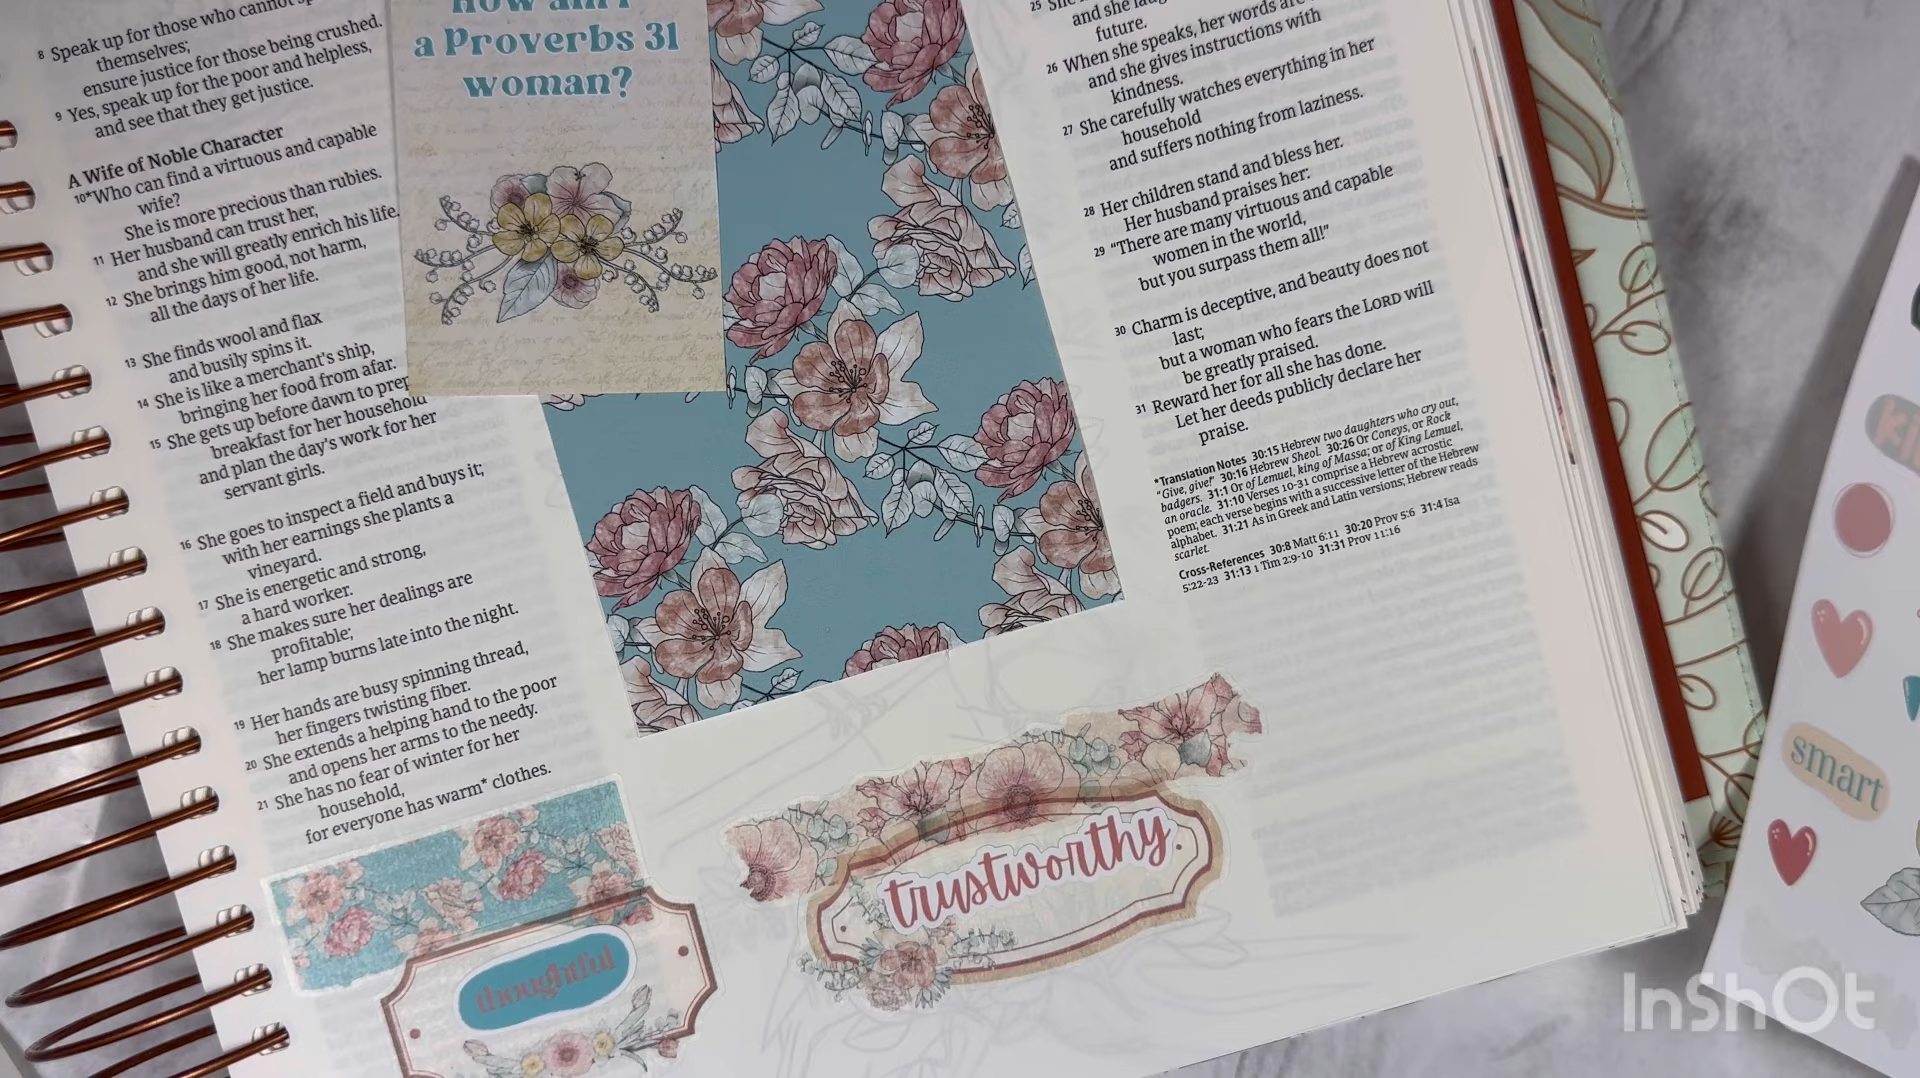 8 Speak up for those who cannot
themselves;
ensure justice for those being crushed.
9 Yes, speak up for the poor and helpless,
and see that they get justice.
A Wife of Noble Character
10*Who can find a virtuous and capable
wife?
She is more precious than rubies.
11 Her husband can trust her,
and she will greatly enrich his life.
12 She brings him good, not harm,
all the days of her life.
13 She finds wool and flax
and busily spins it.
14 She is like a merchant's ship,
bringing her food from afar.
15 She gets up before dawn to prep
breakfast for her household
and plan the day's work for her
servant girls.
16 She goes to inspect a field and buys it;
with her earnings she plants a
vineyard.
17 She is energetic and strong,
a hard worker.
18 She makes sure her dealings are
profitable;
her lamp burns late into the night.
19 Her hands are busy spinning thread,
her fingers twisting fiber.
20 She extends a helping hand to the poor
and opens her arms to the needy.
21 She has no fear of winter for her
household,
for everyone has warm* clothes.
How am I
a Proverbs 31
woman?
25 She
and she
future.
26 When she speaks, her words are
and she gives instructions with
kindness.
27 She carefully watches everything in her
household
and suffers nothing from laziness.
28 Her children stand and bless her.
Her husband praises her:
29 "There are many virtuous and capable
women in the world,
but you surpass them all!"
30 Charm is deceptive, and beauty does not
last;
but a woman who fears the LORD will
be greatly praised.
31 Reward her for all she has done.
Let her deeds publicly declare her
praise.
*Translation Notes 30:15 Hebrew two daughters who cry out,
"Give, give!" 30:16 Hebrew Sheol. 30:26 Or Coneys, or Rock
badgers. 31:1 Or of Lemuel, king of Massa; or of King Lemuel,
an oracle. 31:10 Verses 10-31 comprise a Hebrew acrostic
poem; each verse begins with a successive letter of the Hebrew
alphabet. 31:21 As in Greek and Latin versions; Hebrew reads
scarlet.
Cross-References 30:8 Matt 6:11 30:20 Prov 5:6 31:4 Isa
5:22-23 31:13 1 Tim 2:9-10 31:31 Prov 11:16
thoughtful
trustworthy
smart
InShOt